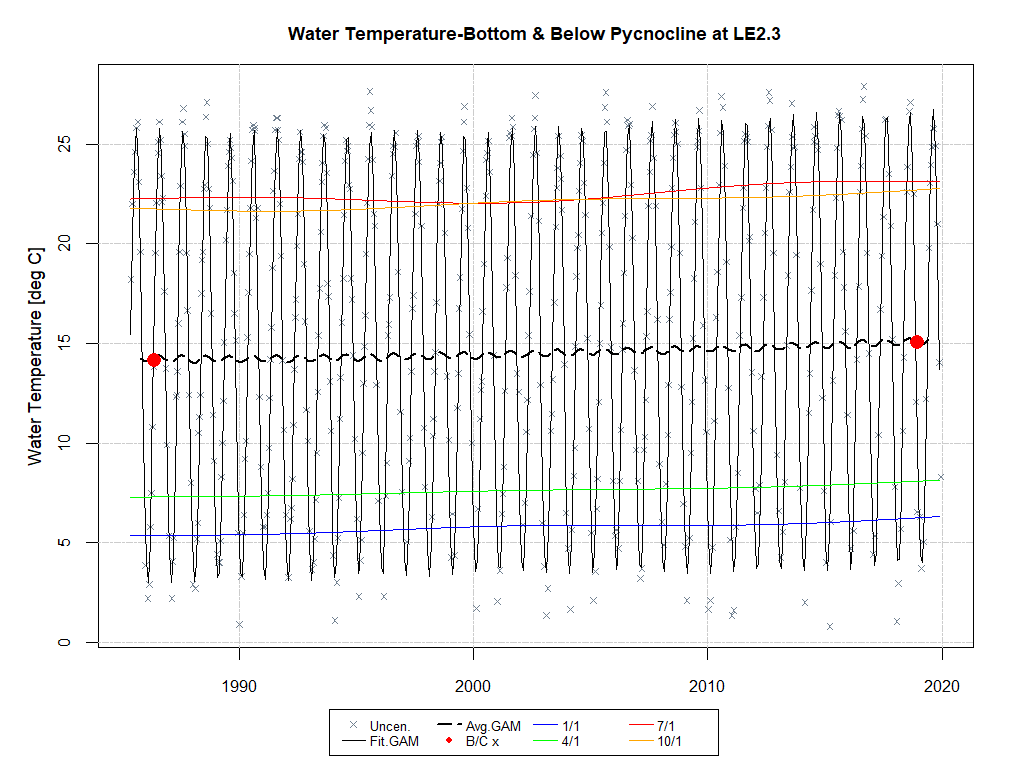 Water Temperature-Bottom & Below Pycnocline at LE2.3
Water Temperature [deg C]
25
20
15
10
5
0
1990 2000 2010 2020
Uncen. Avg.GAM 1/1 7/1
Fit.GAM B/C x 4/1 10/1